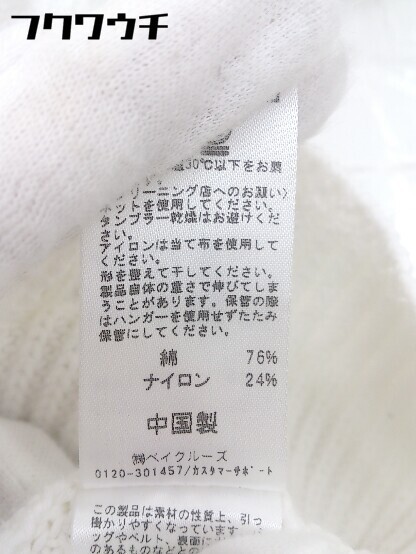 フクワウチ
30℃以下をお奨
リーニング店へのお願い〉
ネットを使用してください。
タンブラー乾燥はお避けくだ
さい。
アイロンは当て布を使用して
ください。
形を整えて干してください。
製品自体の重さで伸びてしま
うことがあります。保管の際
はハンガーを使用せずたたみ
保管にしてください。
綿 76%
ナイロン 24%
中国製
㈱ベイクルーズ
0120-301457/カスタマーサポート
この製品は素材の性質上、引っ
掛かりやすくなっています
ッグやベルト、裏面に
のあるものなどとの